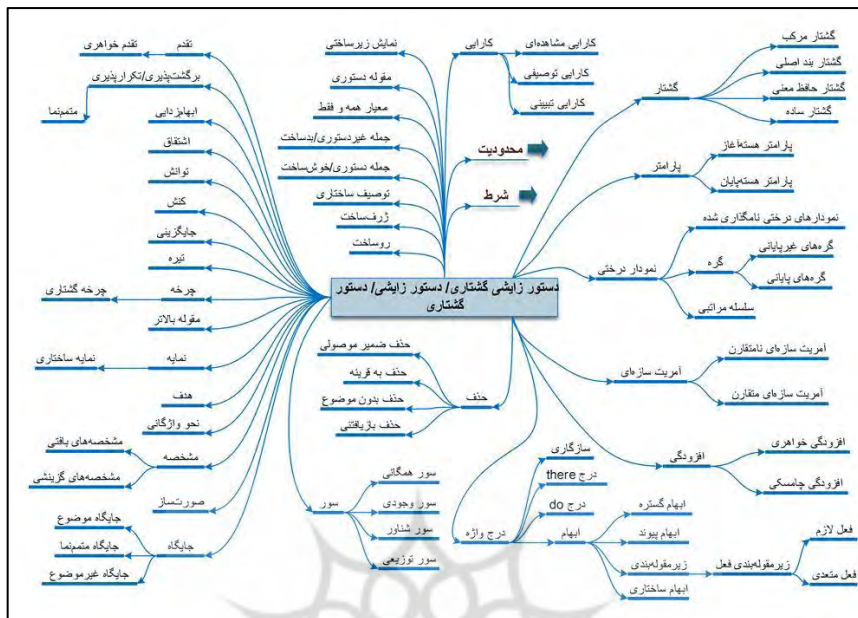 دستور زایشی گشتاری/ دستور زایشی/ دستور
گشتاری
گشتار
گشتار مرکب
گشتار بند اصلی
گشتار حافظ معنی
گشتار ساده
پارامتر
پارامتر هسته‌آغاز
پارامتر هسته‌پایان
نمودار درختی
نمودارهای درختی نامگذاری شده
گره
گره‌های غیرپایانی
گره‌های پایانی
سلسله مراتبی
آمریت سازه‌ای
آمریت سازه‌ای نامتقارن
آمریت سازه‌ای متقارن
افزودگی
افزودگی خواهری
افزودگی چامسکی
کارایی
کارایی مشاهده‌ای
کارایی توصیفی
کارایی تبیینی
محدودیت
شرط
نمایش زیرساختی
مقوله دستوری
معیار همه و فقط
جمله غیردستوری/بدساخت
جمله دستوری/خوش‌ساخت
توصیف ساختاری
ژرف‌ساخت
روساخت
تقدم
تقدم خواهری
برگشت‌پذیری/تکرارپذیری
متمم‌نما
ابهام‌زدایی
اشتقاق
توانش
کنش
جایگزینی
تیره
چرخه
چرخه گشتاری
مقوله بالاتر
نمایه
نمایه ساختاری
هدف
نحو واژگانی
مشخصه
مشخصه‌های بافتی
مشخصه‌های گزینشی
صورت‌ساز
جایگاه
جایگاه موضوع
جایگاه متمم‌نما
جایگاه غیرموضوع
سور
سور همگانی
سور وجودی
سور شناور
سور توزیعی
حذف
حذف ضمیر موصولی
حذف به قرینه
حذف بدون موضوع
حذف بازیافتنی
درج واژه
سازگاری
درج there
درج do
ابهام
ابهام گستره
ابهام پیوند
زیرمقوله‌بندی
ابهام ساختاری
زیرمقوله‌بندی فعل
فعل لازم
فعل متعدی